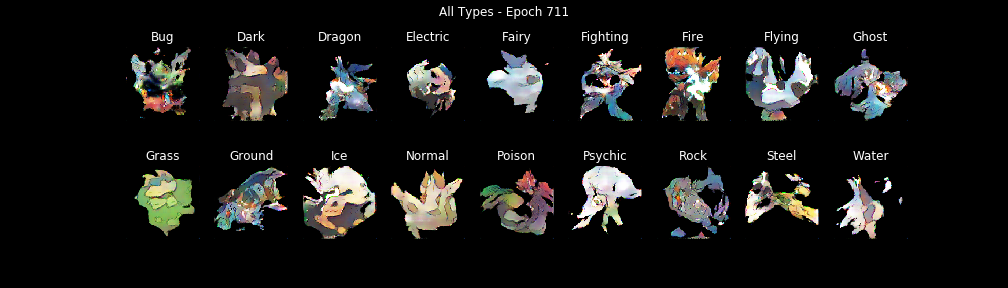 All Types - Epoch 711
Bug Dark Dragon Electric Fairy Fighting Fire Flying Ghost
Grass Ground Ice Normal Poison Psychic Rock Steel Water